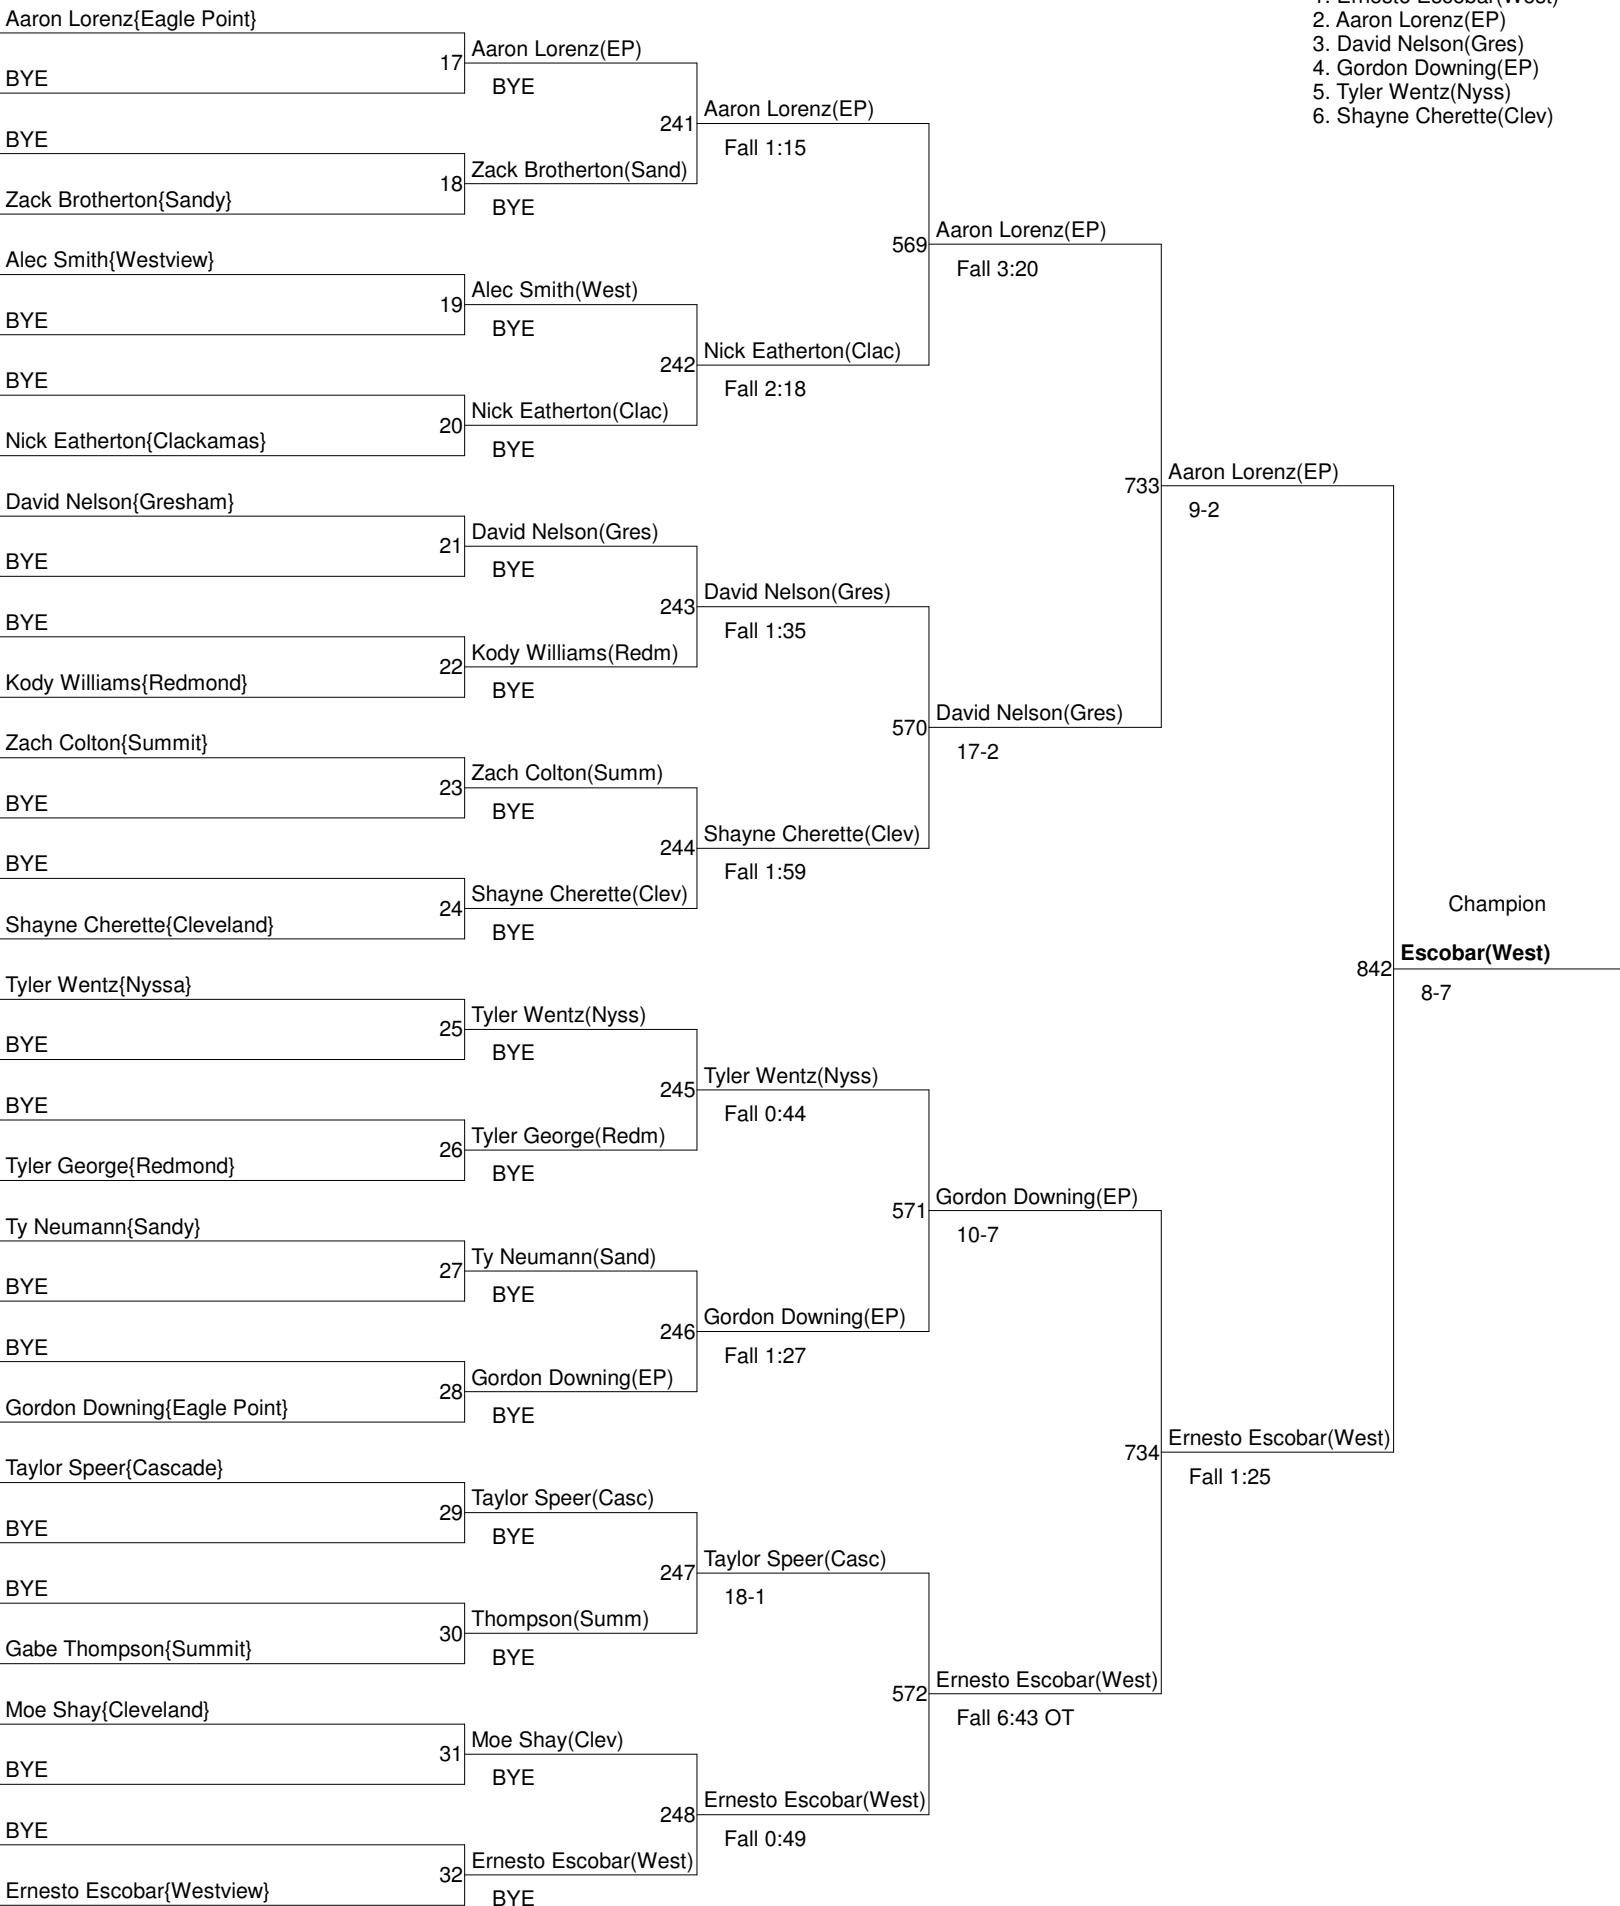 1. Ernesto Escobar(West)
2. Aaron Lorenz(EP)
3. David Nelson(Gres)
4. Gordon Downing(EP)
5. Tyler Wentz(Nyss)
6. Shayne Cherette(Clev)
Aaron Lorenz{Eagle Point}
BYE
BYE
Zack Brotherton{Sandy}
Alec Smith{Westview}
BYE
BYE
Nick Eatherton{Clackamas}
David Nelson{Gresham}
BYE
BYE
Kody Williams{Redmond}
Zach Colton{Summit}
BYE
BYE
Shayne Cherette{Cleveland}
Tyler Wentz{Nyssa}
BYE
BYE
Tyler George{Redmond}
Ty Neumann{Sandy}
BYE
BYE
Gordon Downing{Eagle Point}
Taylor Speer{Cascade}
BYE
BYE
Gabe Thompson{Summit}
Moe Shay{Cleveland}
BYE
BYE
Ernesto Escobar{Westview}
17 Aaron Lorenz(EP)
BYE
18 Zack Brotherton(Sand)
BYE
19 Alec Smith(West)
BYE
20 Nick Eatherton(Clac)
BYE
21 David Nelson(Gres)
BYE
22 Kody Williams(Redm)
BYE
23 Zach Colton(Summ)
BYE
24 Shayne Cherette(Clev)
BYE
25 Tyler Wentz(Nyss)
BYE
26 Tyler George(Redm)
BYE
27 Ty Neumann(Sand)
BYE
28 Gordon Downing(EP)
BYE
29 Taylor Speer(Casc)
BYE
30 Thompson(Summ)
BYE
31 Moe Shay(Clev)
BYE
32 Ernesto Escobar(West)
BYE
241 Aaron Lorenz(EP)
Fall 1:15
242 Nick Eatherton(Clac)
Fall 2:18
243 David Nelson(Gres)
Fall 1:35
244 Shayne Cherette(Clev)
Fall 1:59
245 Tyler Wentz(Nyss)
Fall 0:44
246 Gordon Downing(EP)
Fall 1:27
247 Taylor Speer(Casc)
18-1
248 Ernesto Escobar(West)
Fall 0:49
569 Aaron Lorenz(EP)
Fall 3:20
570 David Nelson(Gres)
17-2
571 Gordon Downing(EP)
10-7
572 Ernesto Escobar(West)
Fall 6:43 OT
733 Aaron Lorenz(EP)
9-2
734 Ernesto Escobar(West)
Fall 1:25
Champion
842 Escobar(West)
8-7